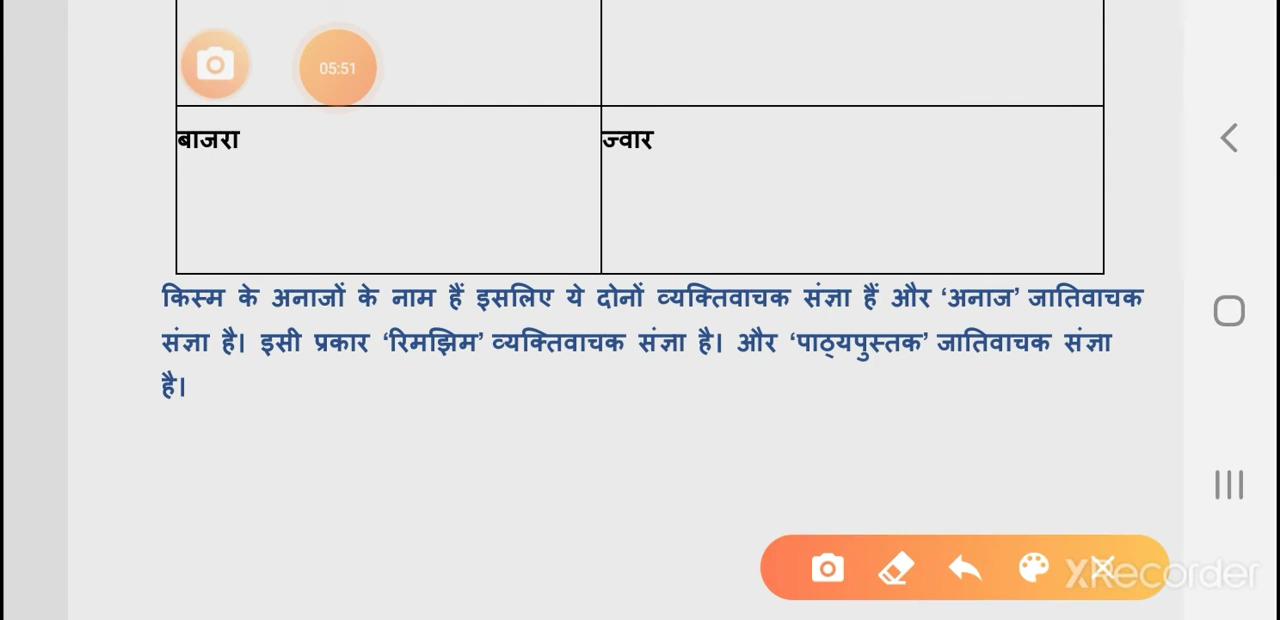 05:51
बाजरा
ज्वार
किस्म के अनाजों के नाम हैं इसलिए ये दोनों व्यक्तिवाचक संज्ञा हैं और ‘अनाज’ जातिवाचक
संज्ञा है। इसी प्रकार ‘रिमझिम’ व्यक्तिवाचक संज्ञा है। और ‘पाठ्यपुस्तक’ जातिवाचक संज्ञा
है।
XRecorder